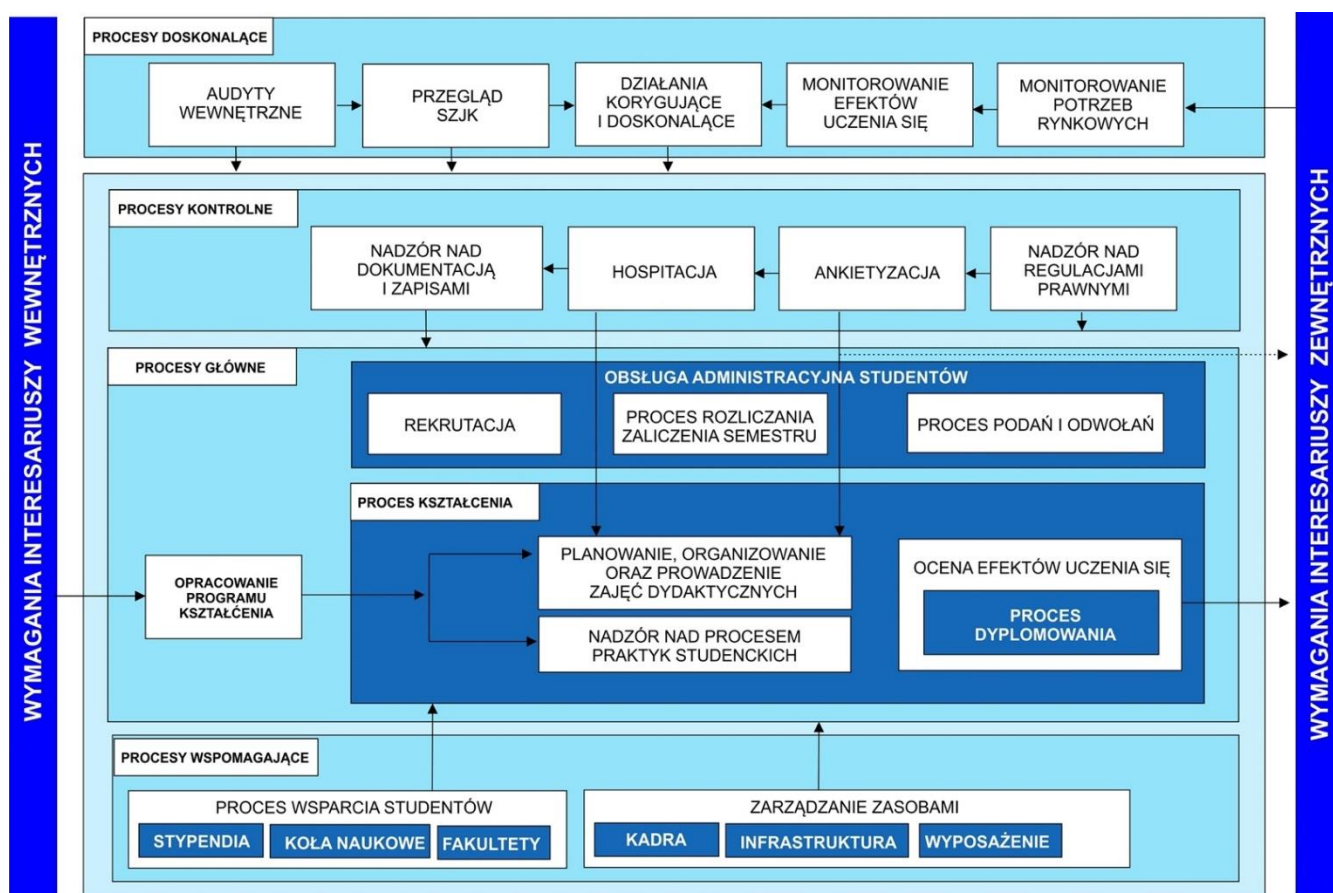 WYMAGANIA INTERESARIUSZY WEWNĘTRZNYCH
PROCESY DOSKONALĄCE
AUDYTY
WEWNĘTRZNE
PRZEGLĄD
SZJK
DZIAŁANIA
KORYGUJĄCE
I DOSKONALĄCE
MONITOROWANIE
EFEKTÓW
UCZENIA SIĘ
MONITOROWANIE
POTRZEB
RYNKOWYCH
PROCESY KONTROLNE
NADZÓR NAD
DOKUMENTACJĄ
I ZAPISAMI
HOSPITACJA
ANKIETYZACJA
NADZÓR NAD
REGULACJAMI
PRAWNYMI
PROCESY GŁÓWNE
OBSŁUGA ADMINISTRACYJNA STUDENTÓW
REKRUTACJA
PROCES ROZLICZANIA
ZALICZENIA SEMESTRU
PROCES PODAŃ I ODWOŁAŃ
OPRACOWANIE
PROGRAMU
KSZTAŁĆENIA
PROCES KSZTAŁCENIA
PLANOWANIE, ORGANIZOWANIE
ORAZ PROWADZENIE
ZAJĘĆ DYDAKTYCZNYCH
NADZÓR NAD PROCESEM
PRAKTYK STUDENCKICH
OCENA EFEKTÓW UCZENIA SIĘ
PROCES
DYPLOMOWANIA
PROCESY WSPOMAGAJĄCE
PROCES WSPARCIA STUDENTÓW
STYPENDIA
KOŁA NAUKOWE
FAKULTETY
ZARZĄDZANIE ZASOBAMI
KADRA
INFRASTRUKTURA
WYPOSAŻENIE
WYMAGANIA INTERESARIUSZY ZEWNĘTRZNYCH